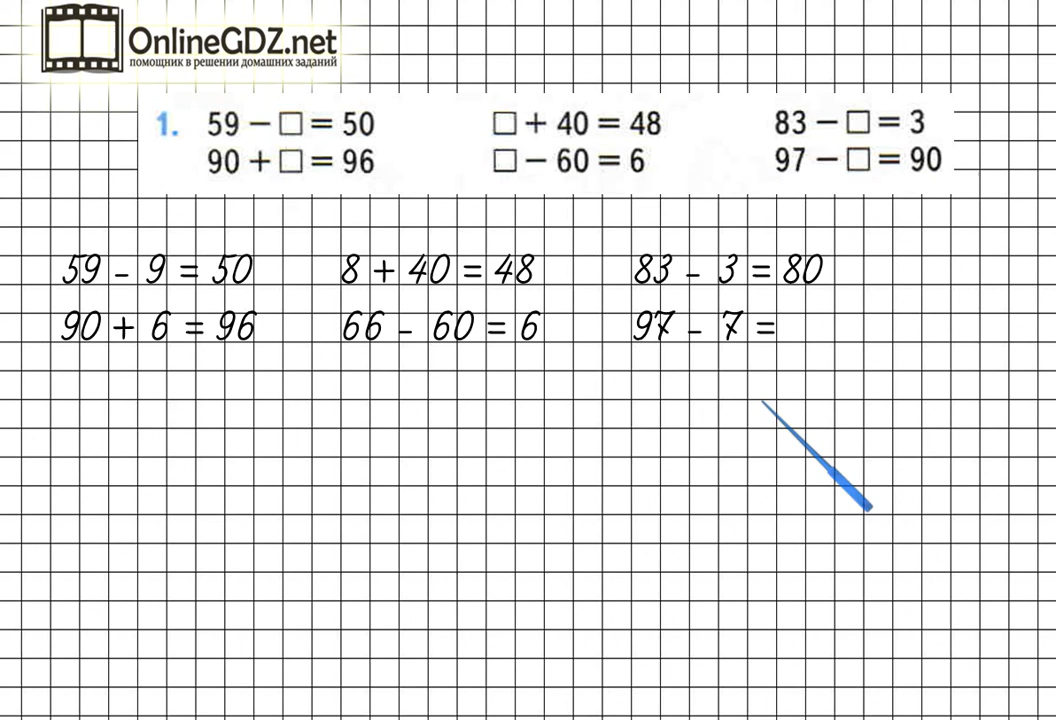 OnlineGDZ.net
помощник в решении домашних заданий
1. 59 − □ = 50 □ + 40 = 48 83 − □ = 3
90 + □ = 96 □ − 60 = 6 97 − □ = 90
59 - 9 = 50 8 + 40 = 48 83 - 3 = 80
90 + 6 = 96 66 - 60 = 6 97 - 7 =